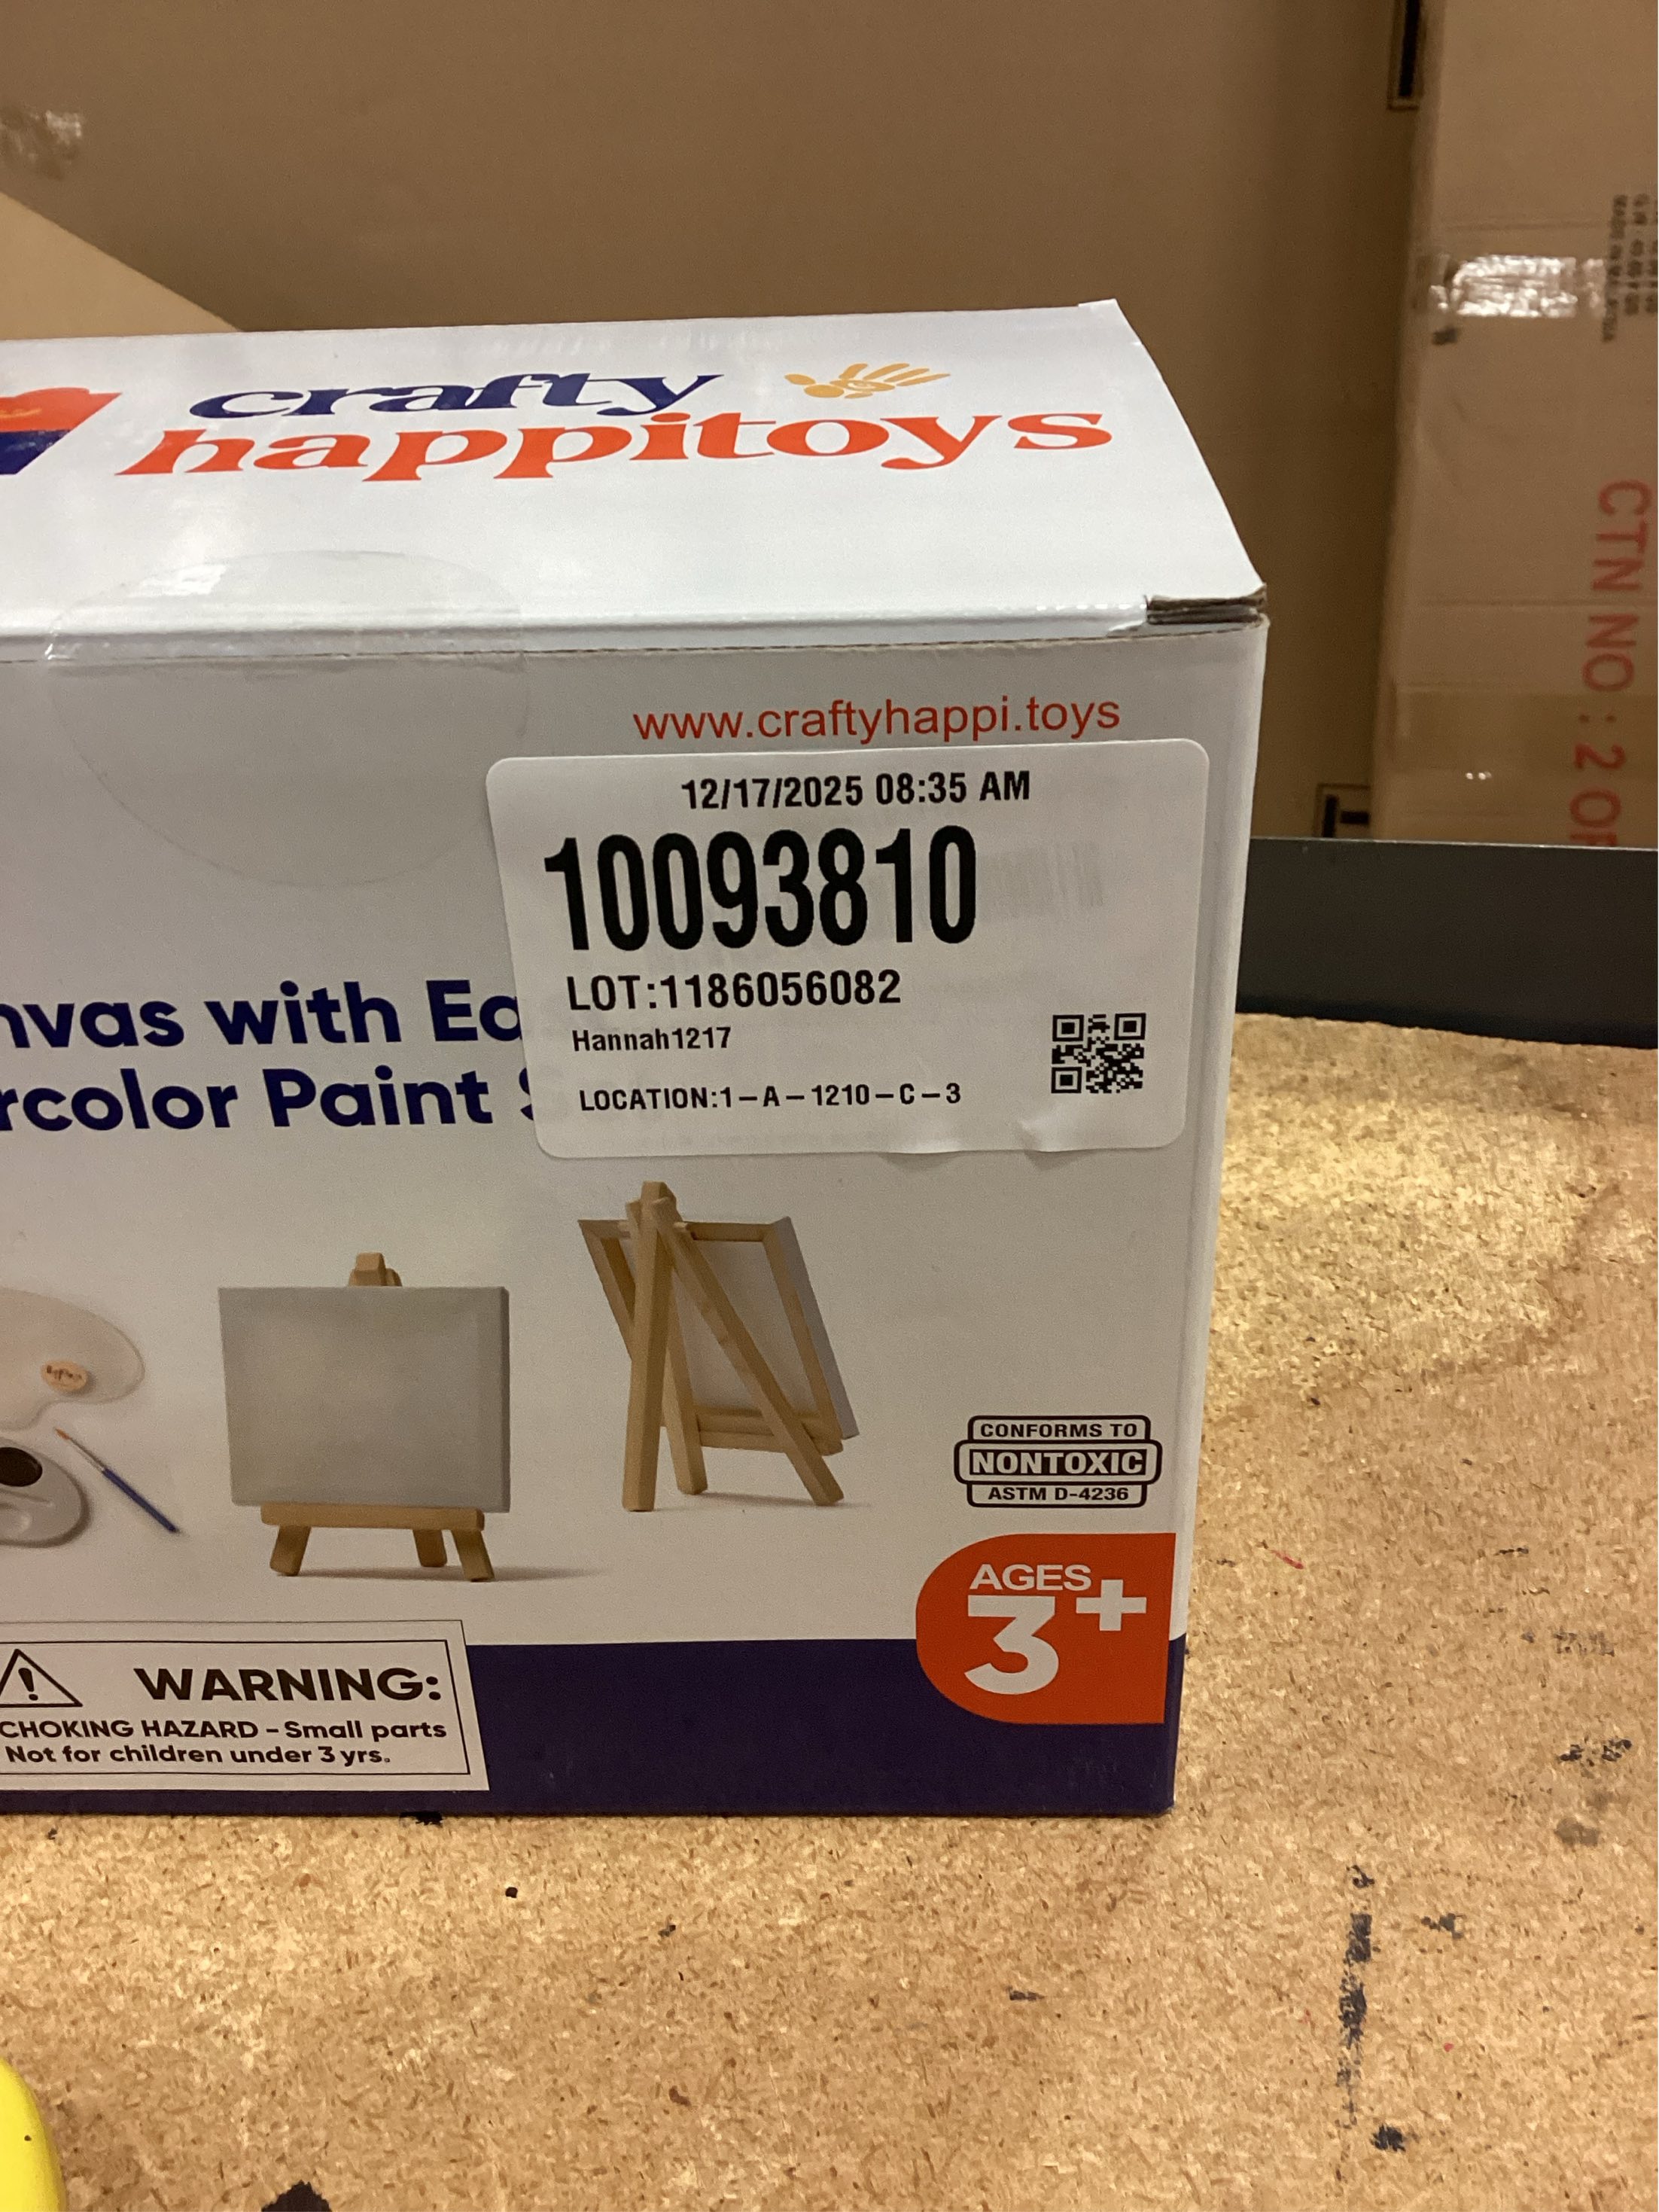 crafty
happitoys
www.craftyhappi.toys
12/17/2025 08:35 AM
10093810
LOT:1186056082
Hannah1217
LOCATION:1-A-1210-C-3
nvas with Ea
rcolor Paint S
CONFORMS TO
NONTOXIC
ASTM D-4236
AGES
3+
WARNING:
CHOKING HAZARD - Small parts
Not for children under 3 yrs.
CTN NO : 2 OF